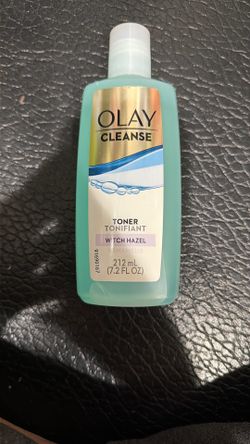 OLAY
CLEANSE
TONER
TONIFIANT
WITCH HAZEL
212 mL
(7.2 FL OZ)